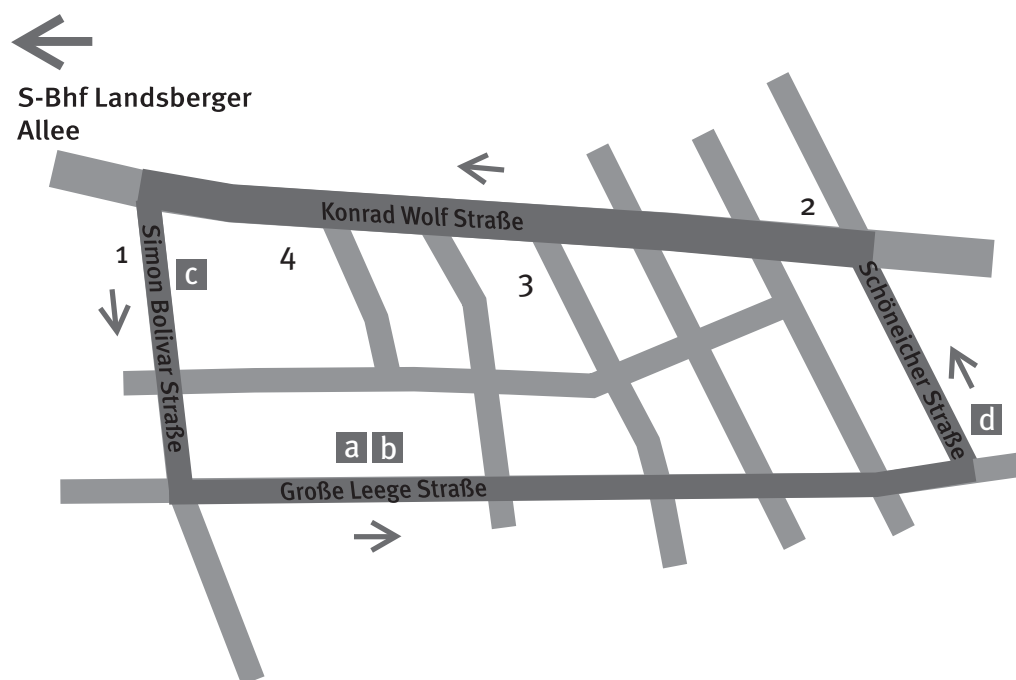 S-Bhf Landsberger
Allee
2
Konrad Wolf Straße
1
4
c
3
Simon Bolivar Straße
Schöneicher Straße
d
a b
Große Leege Straße